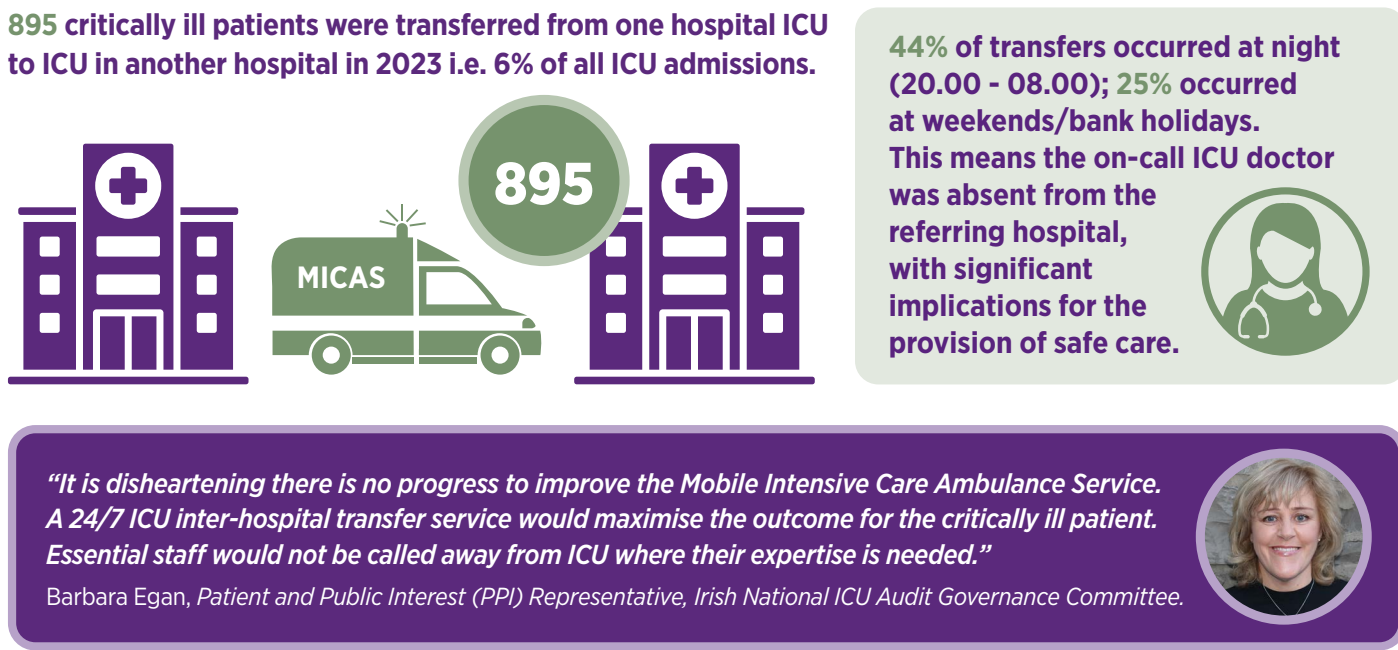 895 critically ill patients were transferred from one hospital ICU
to ICU in another hospital in 2023 i.e. 6% of all ICU admissions.
895
MICAS
44% of transfers occurred at night
(20.00 - 08.00); 25% occurred
at weekends/bank holidays.
This means the on-call ICU doctor
was absent from the
referring hospital,
with significant
implications for the
provision of safe care.
“It is disheartening there is no progress to improve the Mobile Intensive Care Ambulance Service.
A 24/7 ICU inter-hospital transfer service would maximise the outcome for the critically ill patient.
Essential staff would not be called away from ICU where their expertise is needed.”
Barbara Egan, Patient and Public Interest (PPI) Representative, Irish National ICU Audit Governance Committee.